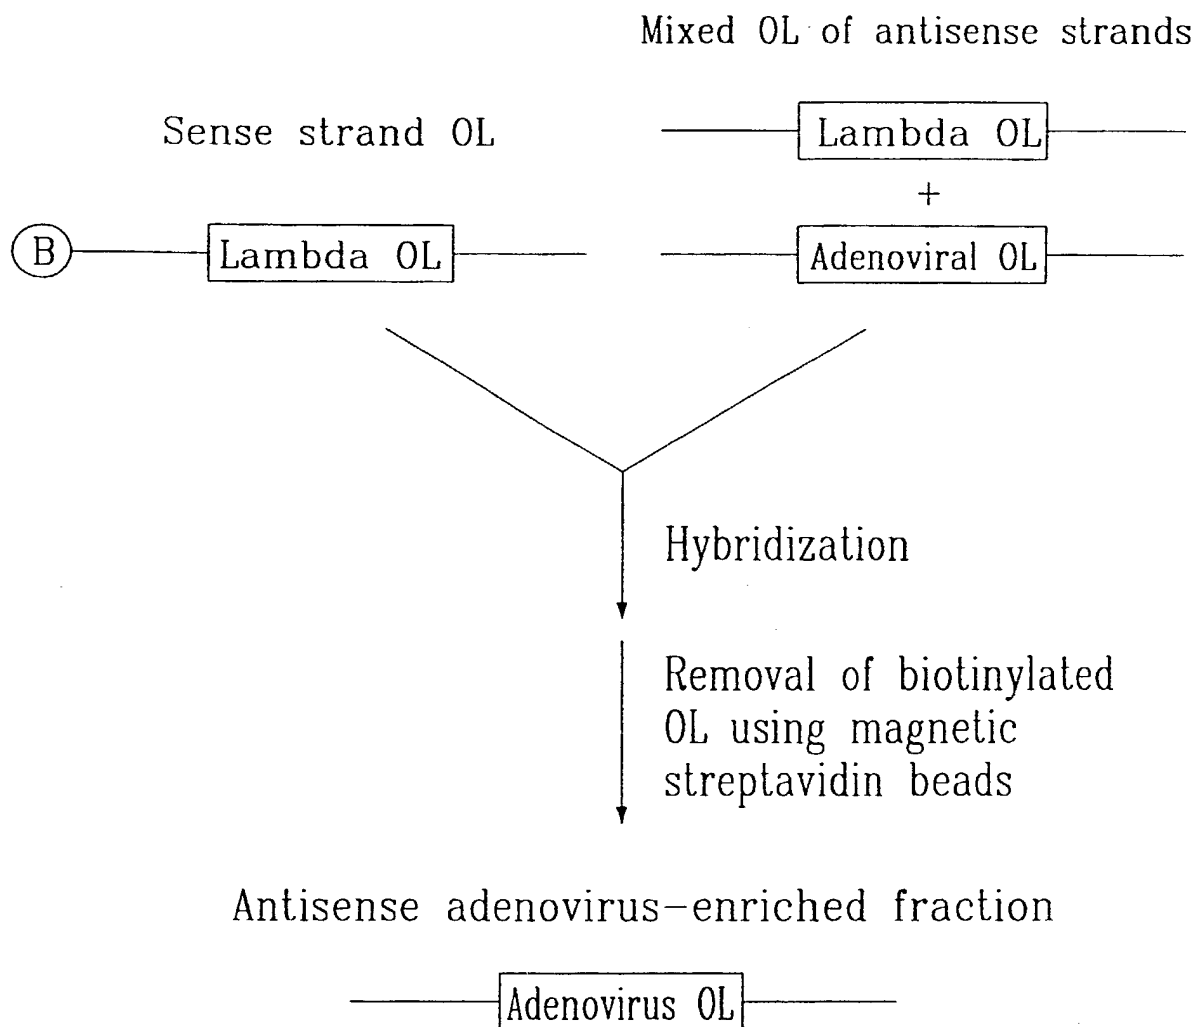 Mixed OL of antisense strands
Sense strand OL
Lambda OL
+
B
Lambda OL
Adenoviral OL
Hybridization
Removal of biotinylated
OL using magnetic
streptavidin beads
Antisense adenovirus-enriched fraction
Adenovirus OL